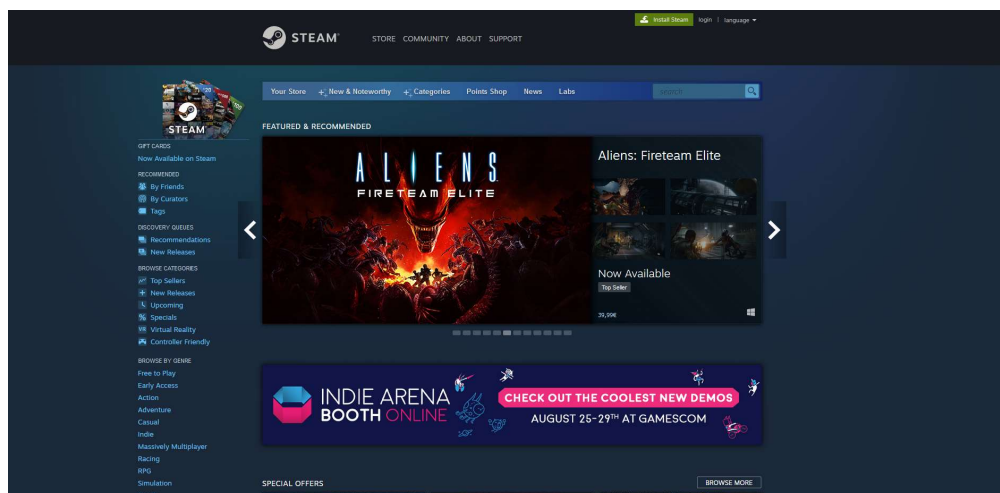 Install Steam login | language
STEAM®
STORE COMMUNITY ABOUT SUPPORT
20
STEAM
Your Store New & Noteworthy Categories Points Shop News Labs search
GIFT CARDS
Now Available on Steam
RECOMMENDED
By Friends
By Curators
Tags
DISCOVERY QUEUES
Recommendations
New Releases
BROWSE CATEGORIES
Top Sellers
New Releases
Upcoming
Specials
VR Virtual Reality
Controller Friendly
BROWSE BY GENRE
Free to Play
Early Access
Action
Adventure
Casual
Indie
Massively Multiplayer
Racing
RPG
Simulation
FEATURED & RECOMMENDED
ALIENS
FIRETEAM ELITE
Aliens: Fireteam Elite
Now Available
Top Seller
39,99€
INDIE ARENA
BOOTH ONLINE
CHECK OUT THE COOLEST NEW DEMOS
AUGUST 25-29TH AT GAMESCOM
SPECIAL OFFERS
BROWSE MORE